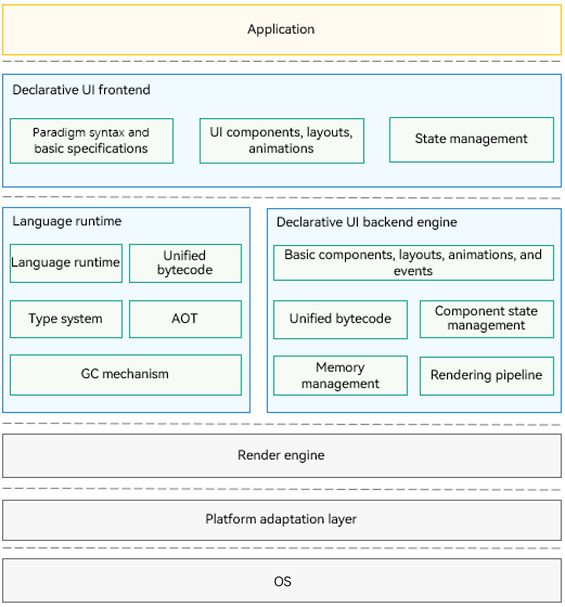 Application
Declarative UI frontend
Paradigm syntax and
basic specifications
UI components, layouts,
animations
State management
Language runtime
Language runtime
Unified
bytecode
Type system
AOT
GC mechanism
Declarative UI backend engine
Basic components, layouts, animations, and
events
Unified bytecode
Component state
management
Memory
management
Rendering pipeline
Render engine
Platform adaptation layer
OS